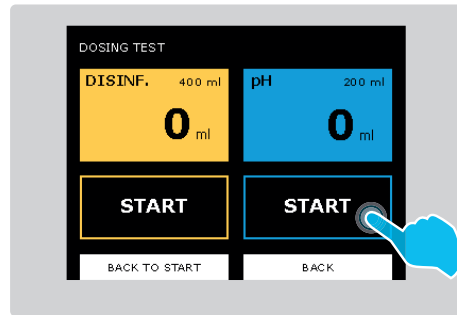 DOSING TEST
DISINF. 400 ml
0 ml
pH 200 ml
0 ml
START
START
BACK TO START
BACK